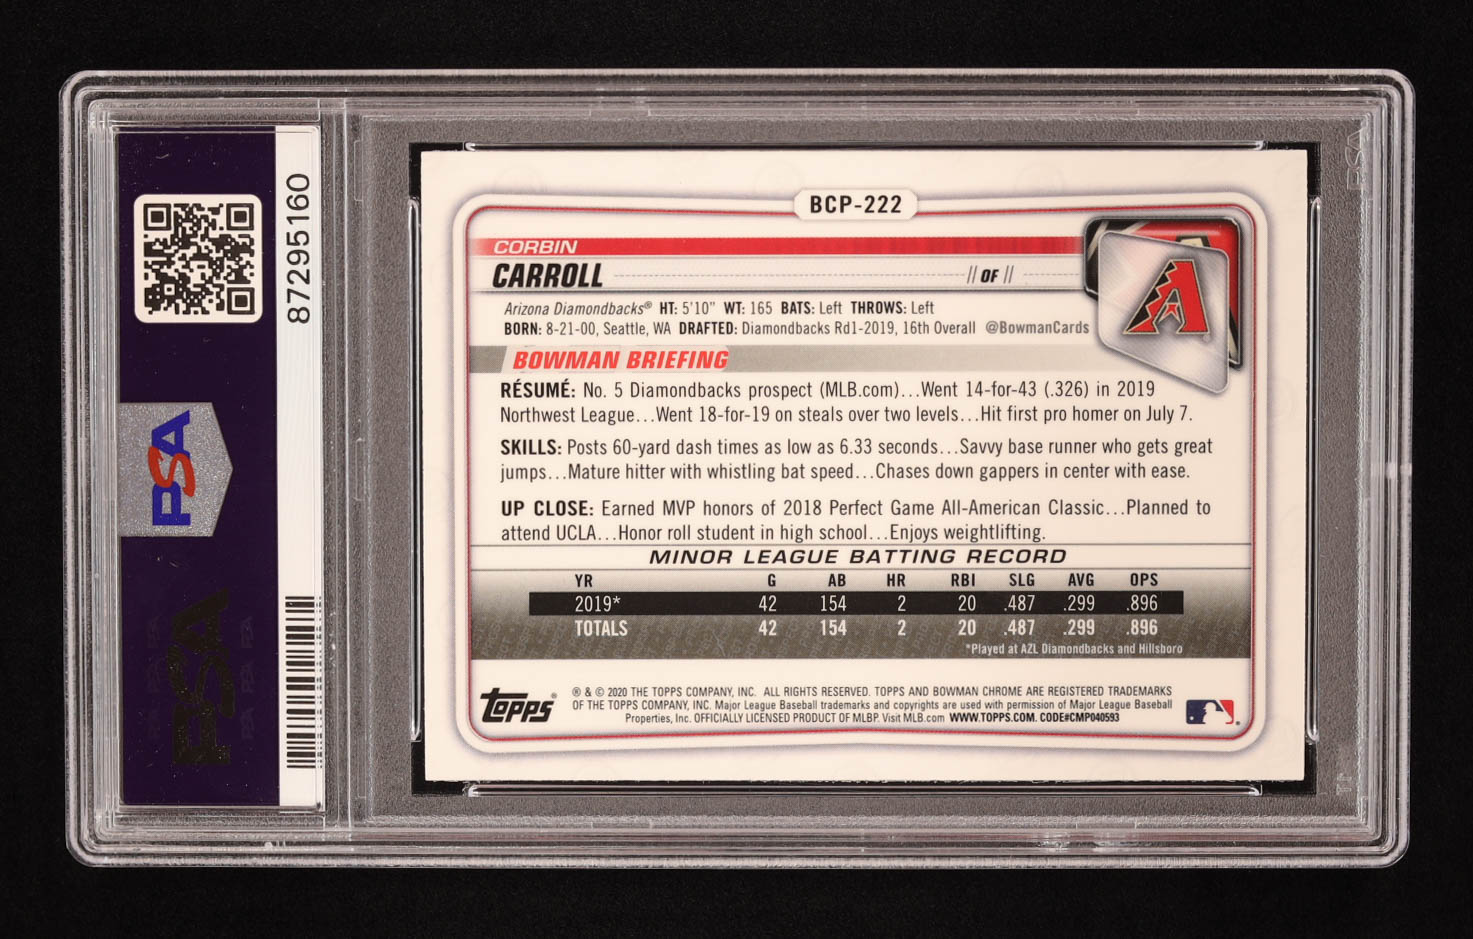 87295160
PSA
PSA
BCP-222
CORBIN
CARROLL // OF //
Arizona Diamondbacks® HT: 5'10" WT: 165 BATS: Left THROWS: Left
BORN: 8-21-00, Seattle, WA DRAFTED: Diamondbacks Rd1-2019, 16th Overall @BowmanCards
BOWMAN BRIEFING
RÉSUMÉ: No. 5 Diamondbacks prospect (MLB.com)...Went 14-for-43 (.326) in 2019
Northwest League...Went 18-for-19 on steals over two levels...Hit first pro homer on July 7.
SKILLS: Posts 60-yard dash times as low as 6.33 seconds...Savvy base runner who gets great
jumps...Mature hitter with whistling bat speed...Chases down gappers in center with ease.
UP CLOSE: Earned MVP honors of 2018 Perfect Game All-American Classic...Planned to
attend UCLA...Honor roll student in high school...Enjoys weightlifting.
MINOR LEAGUE BATTING RECORD
YR G AB HR RBI SLG AVG OPS
2019* 42 154 2 20 .487 .299 .896
TOTALS 42 154 2 20 .487 .299 .896
*Played at AZL Diamondbacks and Hillsboro
topps® ® & © 2020 THE TOPPS COMPANY, INC. ALL RIGHTS RESERVED. TOPPS AND BOWMAN CHROME ARE REGISTERED TRADEMARKS
OF THE TOPPS COMPANY, INC. Major League Baseball trademarks and copyrights are used with permission of Major League Baseball
Properties, Inc. OFFICIALLY LICENSED PRODUCT OF MLBP. Visit MLB.com WWW.TOPPS.COM. CODE#CMP040593